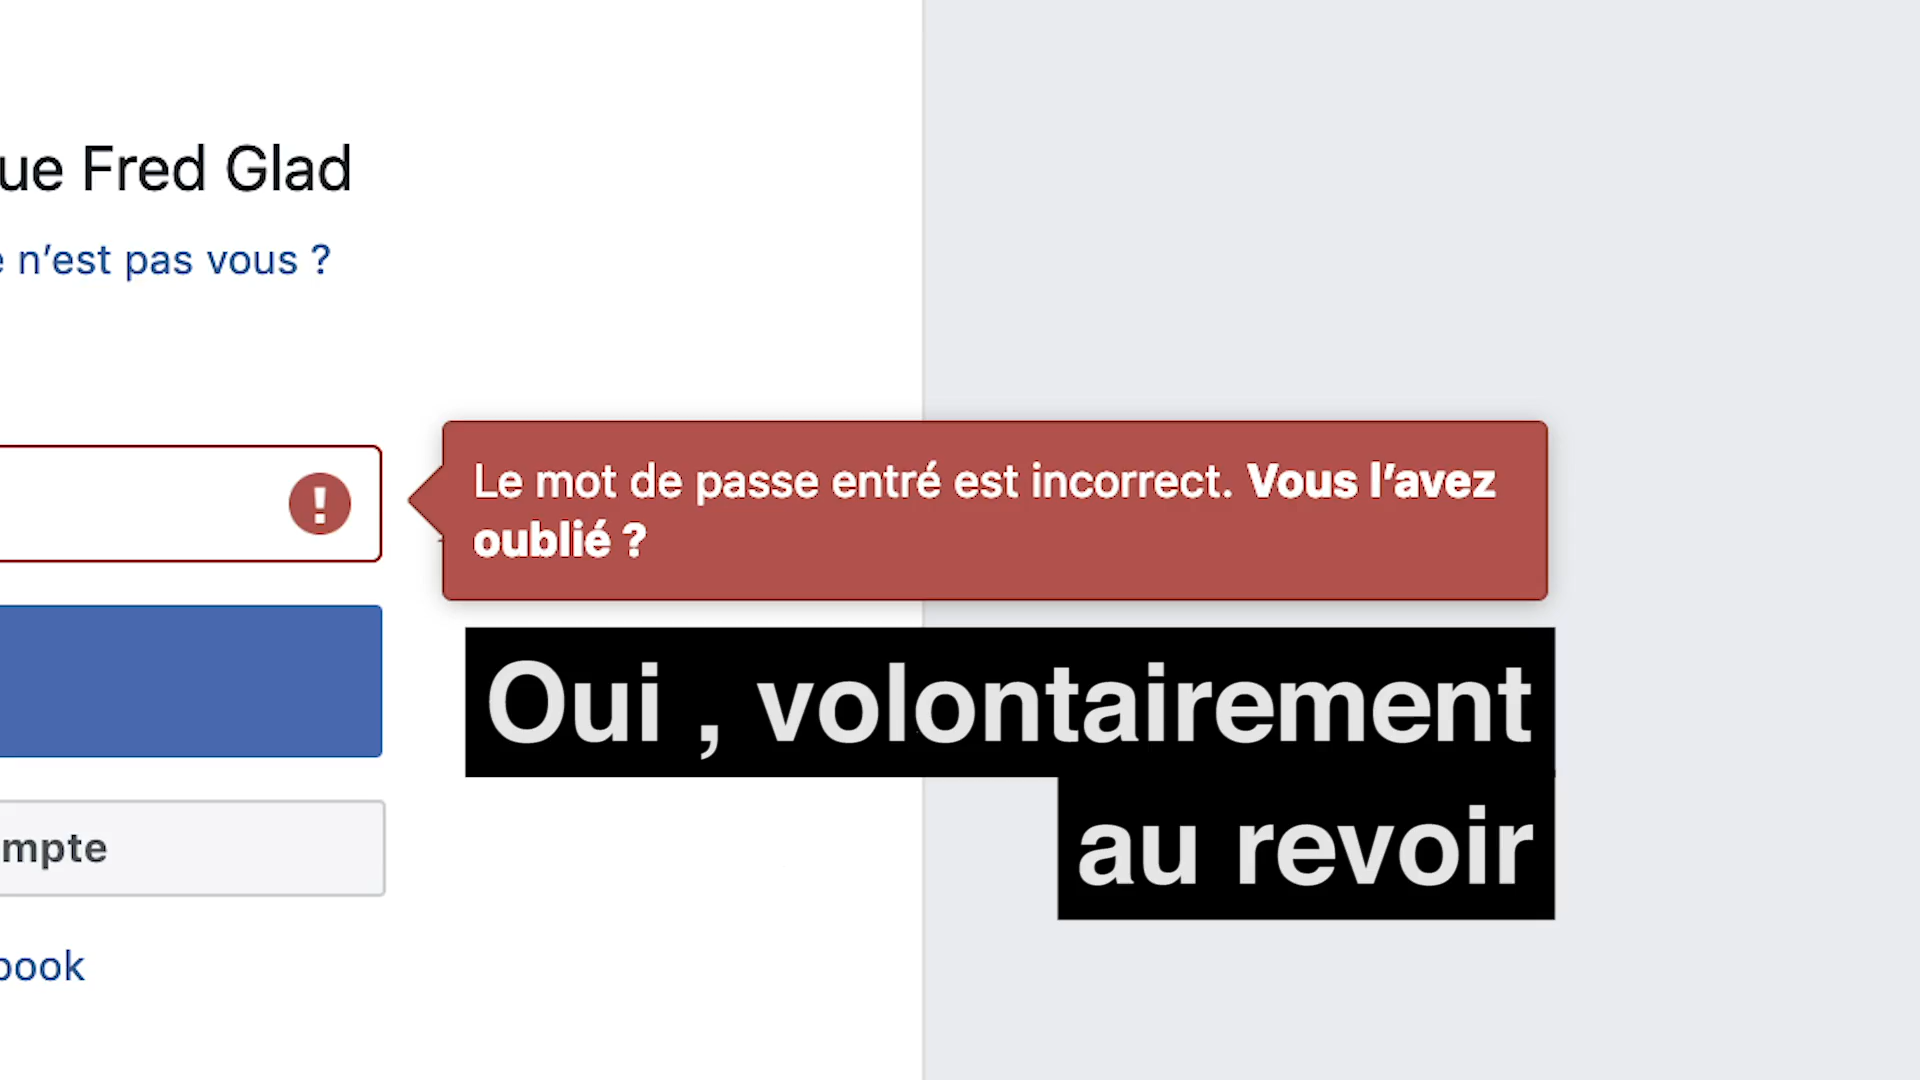 ue Fred Glad
n’est pas vous ?
Le mot de passe entré est incorrect. Vous l’avez
oublié ?
Oui , volontairement
au revoir
mpte
book